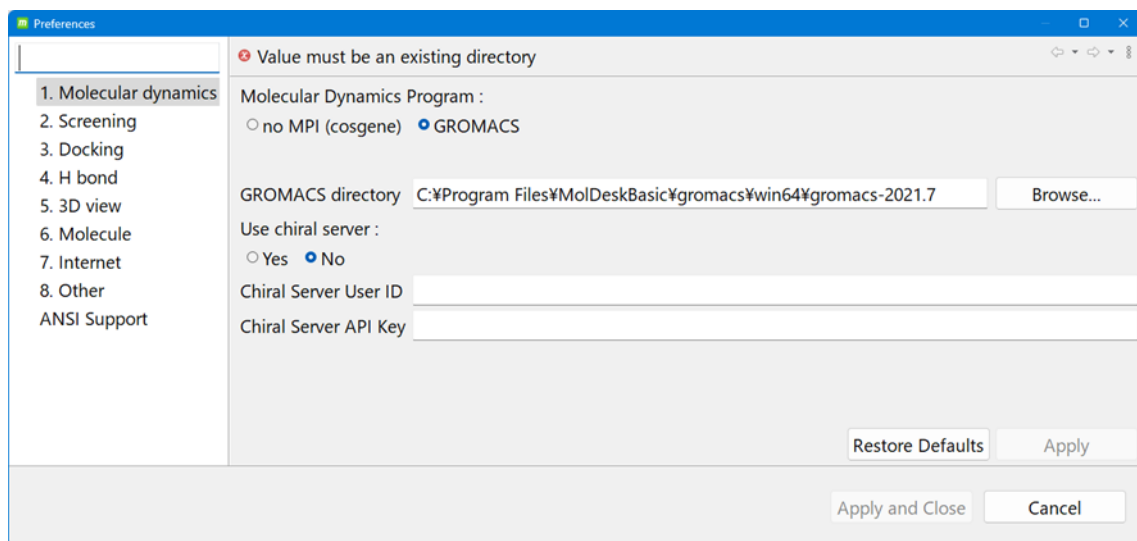 Preferences
Value must be an existing directory
1. Molecular dynamics
2. Screening
3. Docking
4. H bond
5. 3D view
6. Molecule
7. Internet
8. Other
ANSI Support
Molecular Dynamics Program :
no MPI (cosgene) GROMACS
GROMACS directory C:¥Program Files¥MolDeskBasic¥gromacs¥win64¥gromacs-2021.7 Browse...
Use chiral server :
Yes No
Chiral Server User ID
Chiral Server API Key
Restore Defaults Apply
Apply and Close Cancel